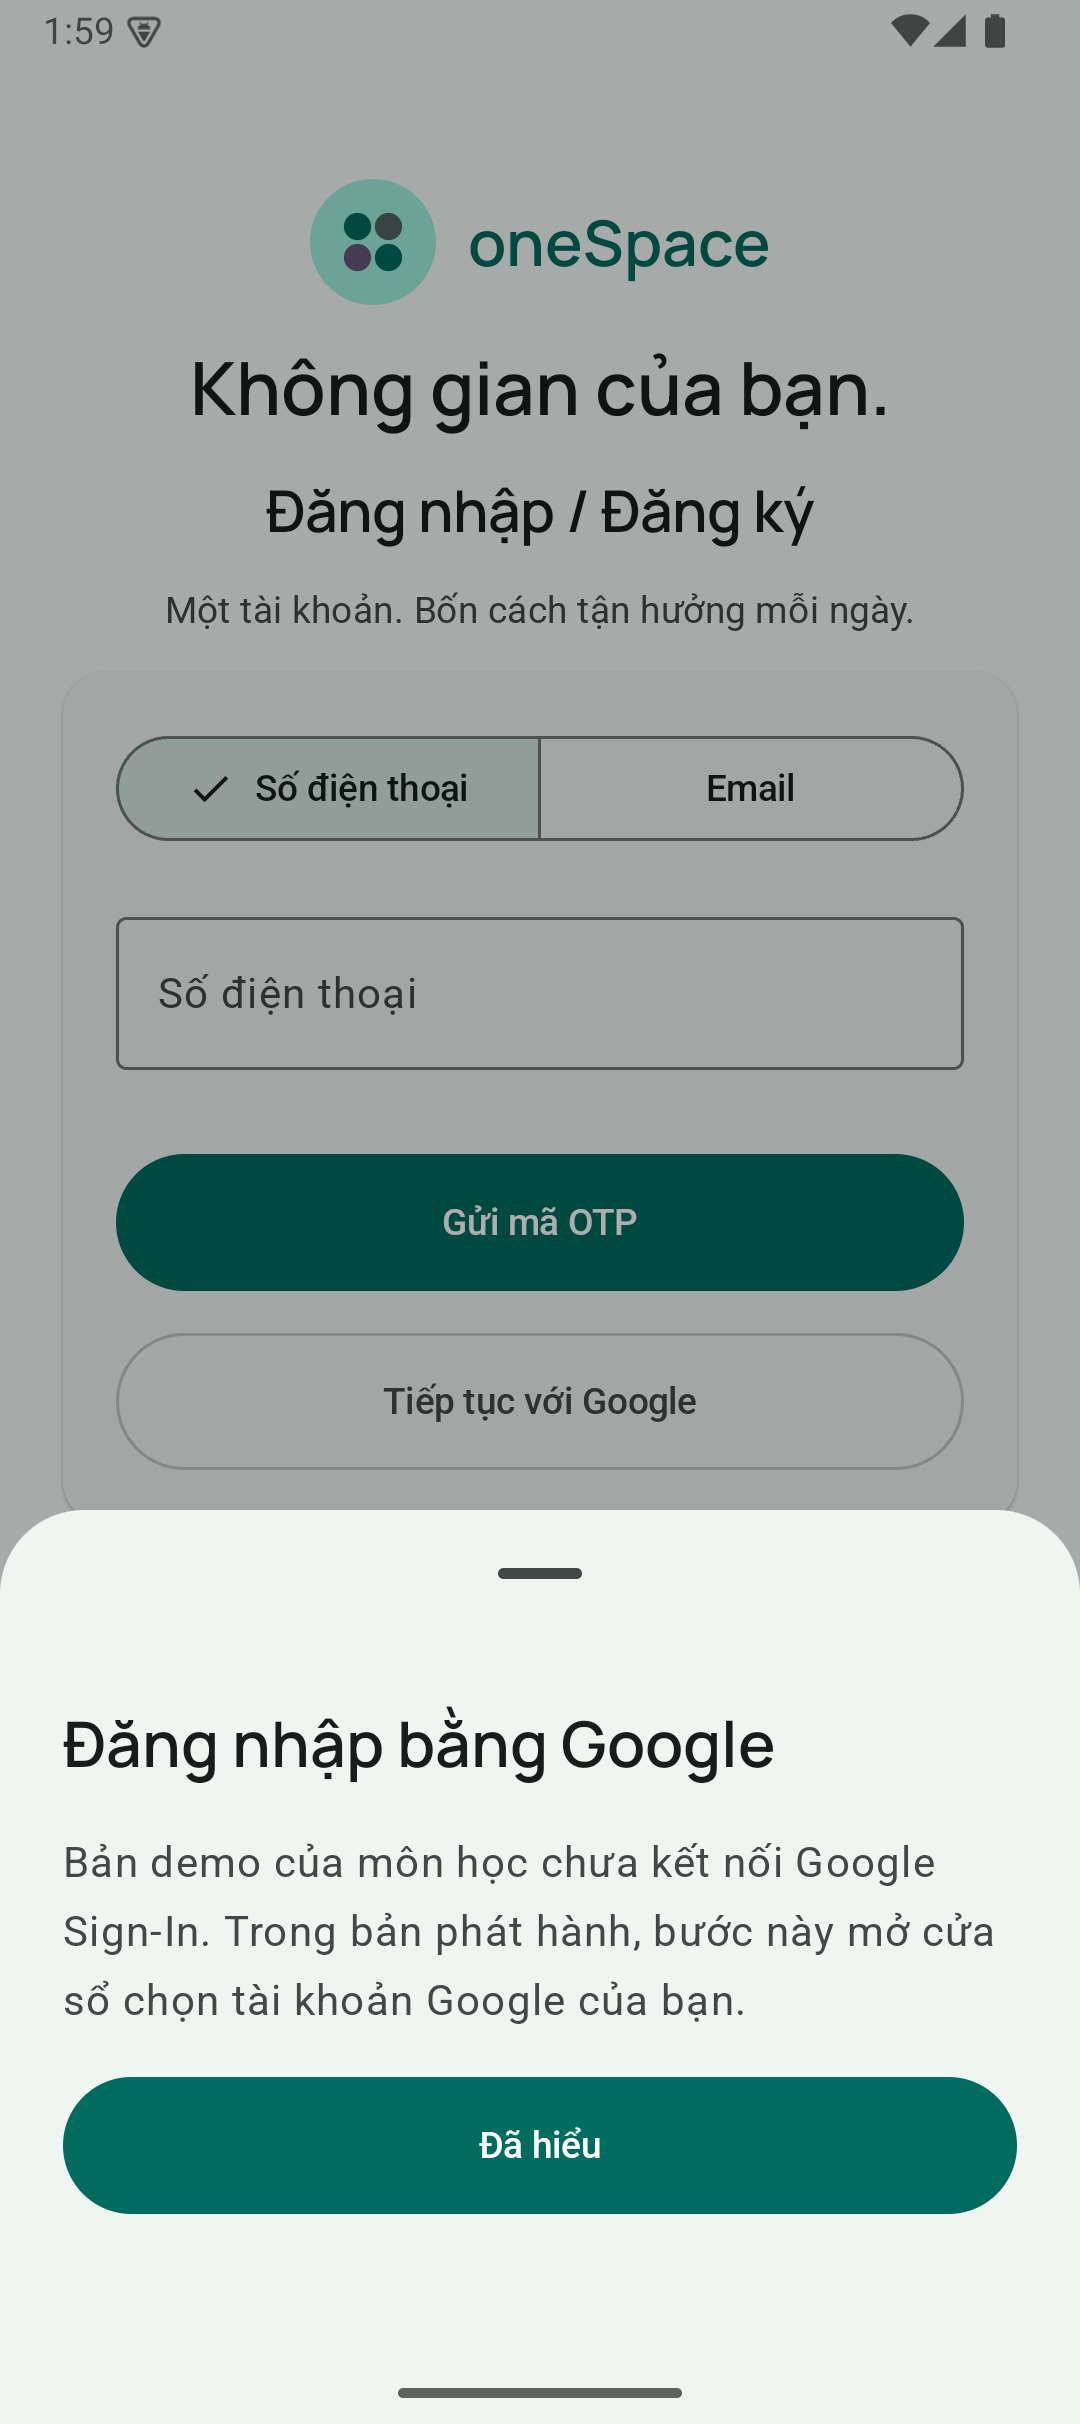 1:59
oneSpace
Không gian của bạn.
Đăng nhập / Đăng ký
Một tài khoản. Bốn cách tận hưởng mỗi ngày.
Số điện thoại
Email
Số điện thoại
Gửi mã OTP
Tiếp tục với Google
Đăng nhập bằng Google
Bản demo của môn học chưa kết nối Google
Sign-In. Trong bản phát hành, bước này mở cửa
sổ chọn tài khoản Google của bạn.
Đã hiểu